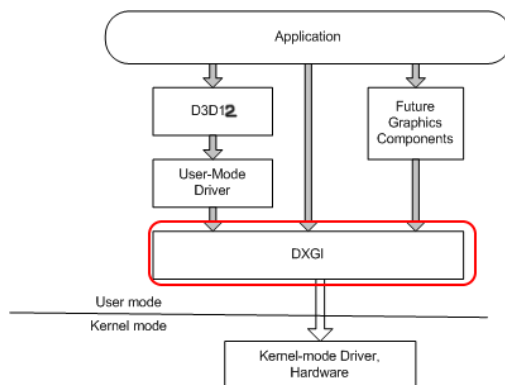 Application
D3D12
Future
Graphics
Components
User-Mode
Driver
DXGI
User mode
Kernel mode
Kernel-mode Driver,
Hardware